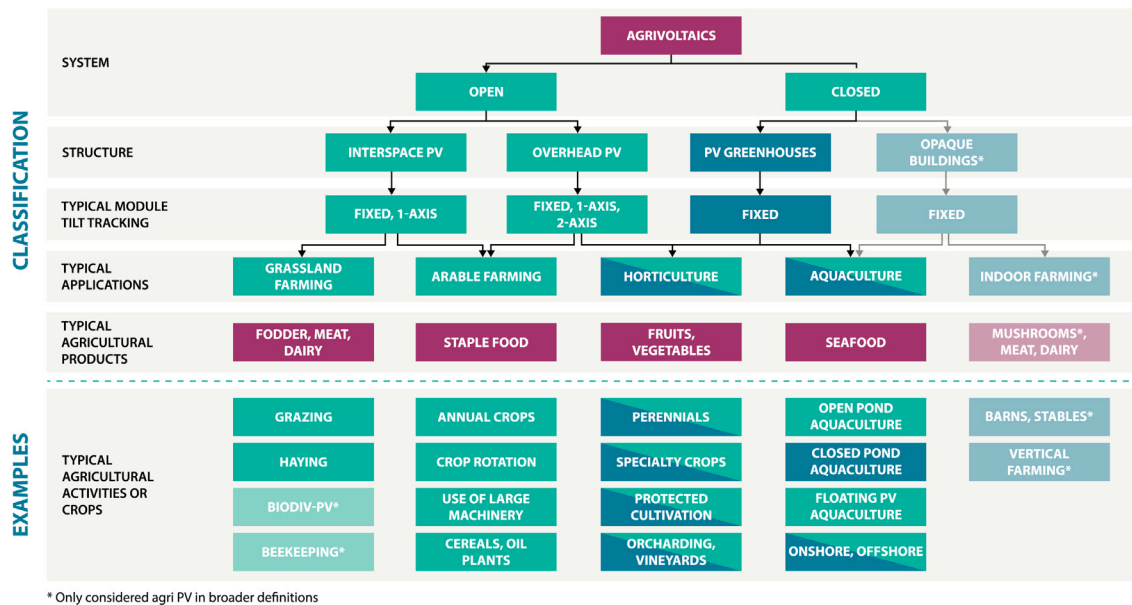 CLASSIFICATION
SYSTEM
AGRIVOLTAICS
OPEN
CLOSED
STRUCTURE
INTERSPACE PV
OVERHEAD PV
PV GREENHOUSES
OPAQUE
BUILDINGS*
TYPICAL MODULE
TILT TRACKING
FIXED, 1-AXIS
FIXED, 1-AXIS,
2-AXIS
FIXED
FIXED
TYPICAL
APPLICATIONS
GRASSLAND
FARMING
ARABLE FARMING
HORTICULTURE
AQUACULTURE
INDOOR FARMING*
TYPICAL
AGRICULTURAL
PRODUCTS
FODDER, MEAT,
DAIRY
STAPLE FOOD
FRUITS,
VEGETABLES
SEAFOOD
MUSHROOMS*,
MEAT, DAIRY
EXAMPLES
TYPICAL
AGRICULTURAL
ACTIVITIES OR
CROPS
GRAZING
ANNUAL CROPS
PERENNIALS
OPEN POND
AQUACULTURE
BARNS, STABLES*
HAYING
CROP ROTATION
SPECIALTY CROPS
CLOSED POND
AQUACULTURE
VERTICAL
FARMING*
BIODIV-PV*
USE OF LARGE
MACHINERY
PROTECTED
CULTIVATION
FLOATING PV
AQUACULTURE
BEEKEEPING*
CEREALS, OIL
PLANTS
ORCHARDING,
VINEYARDS
ONSHORE, OFFSHORE
* Only considered agri PV in broader definitions